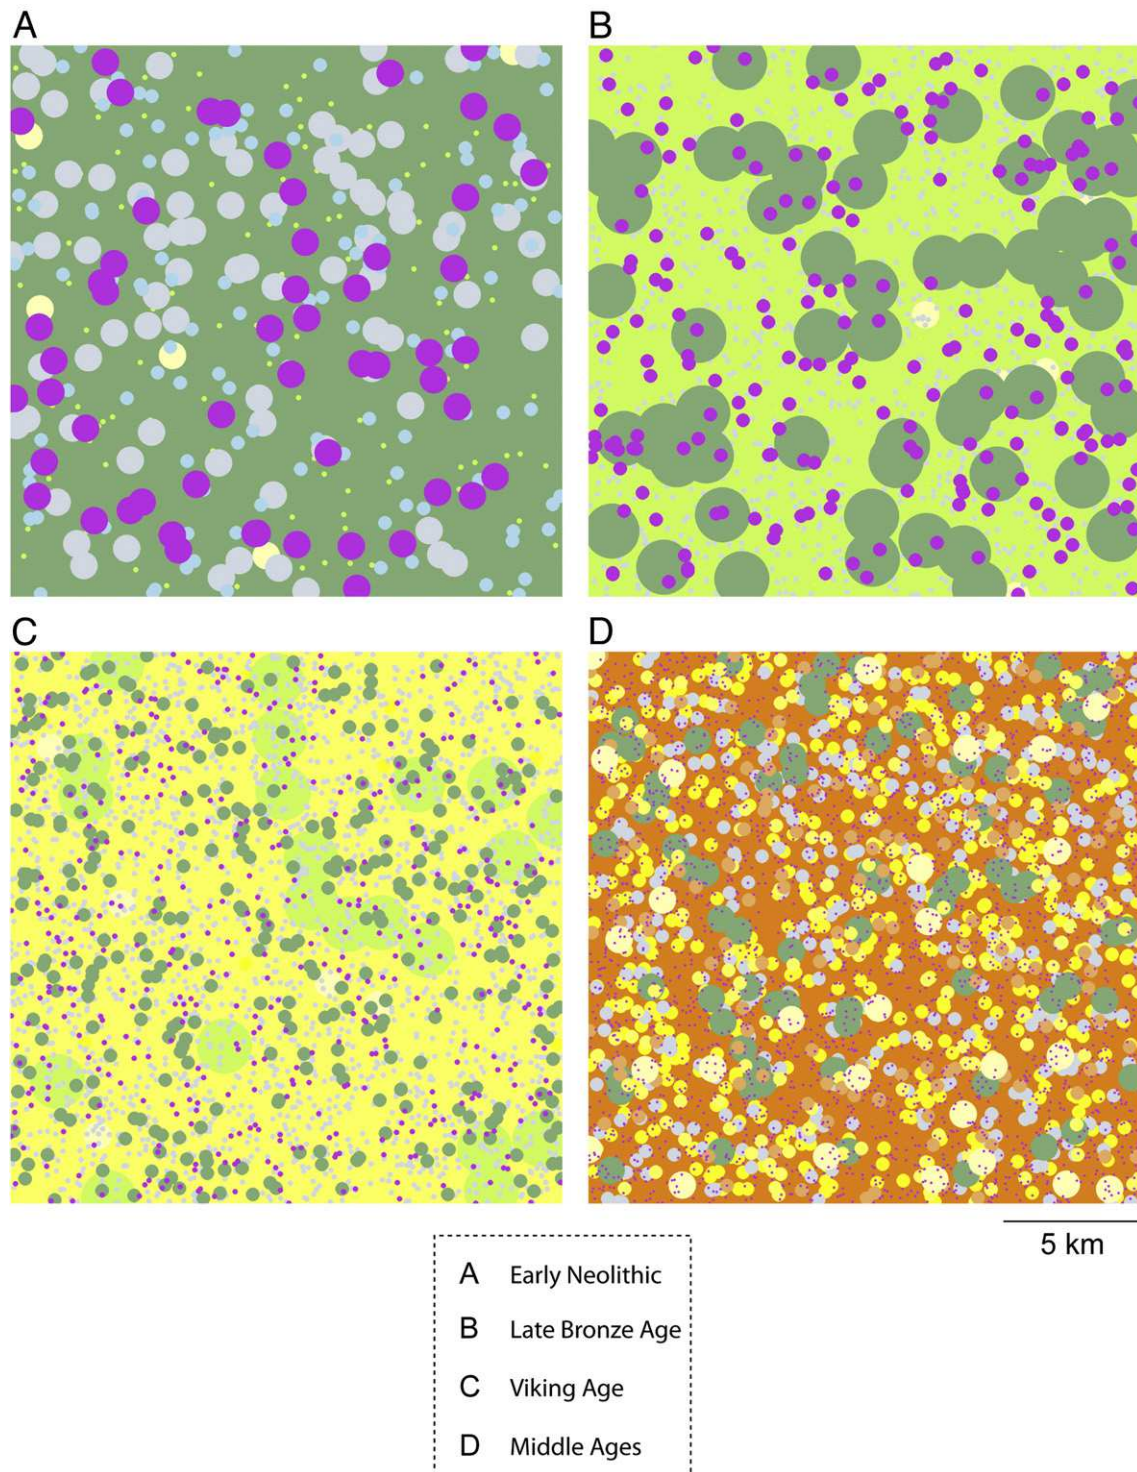 A
B
C
D
5 km
A Early Neolithic
B Late Bronze Age
C Viking Age
D Middle Ages